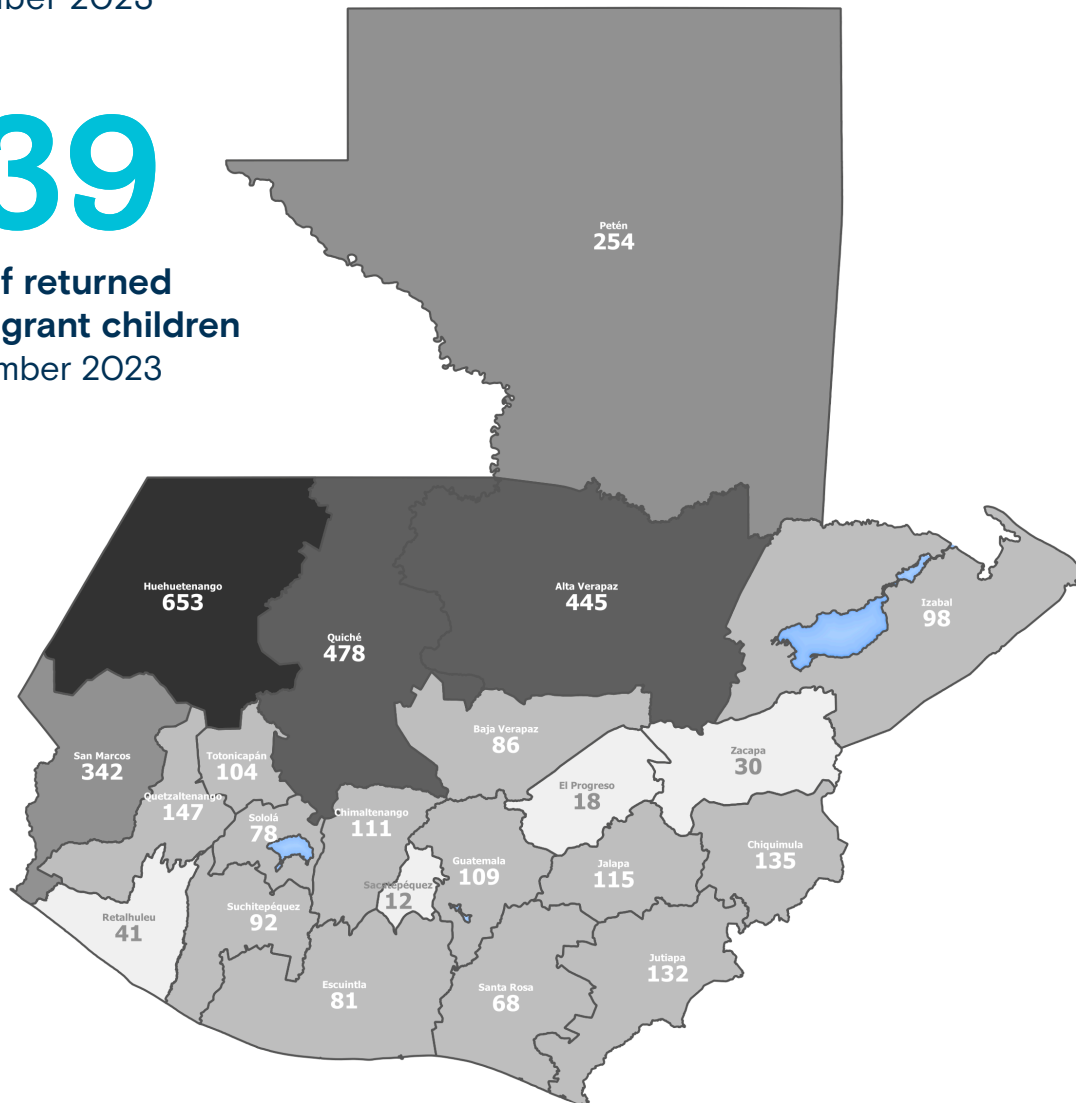 mber 2023
39
f returned
grant children
mber 2023
Petén
254
Huehuetenango
653
Alta Verapaz
445
Izabal
98
Quiché
478
Baja Verapaz
86
San Marcos
342
Totonicapán
104
Zacapa
30
El Progreso
18
Quetzaltenango
147
Sololá
78
Chimaltenango
111
Guatemala
109
Jalapa
115
Chiquimula
135
Sacatepéquez
12
Retalhuleu
41
Suchitepéquez
92
Jutiapa
132
Escuintla
81
Santa Rosa
68